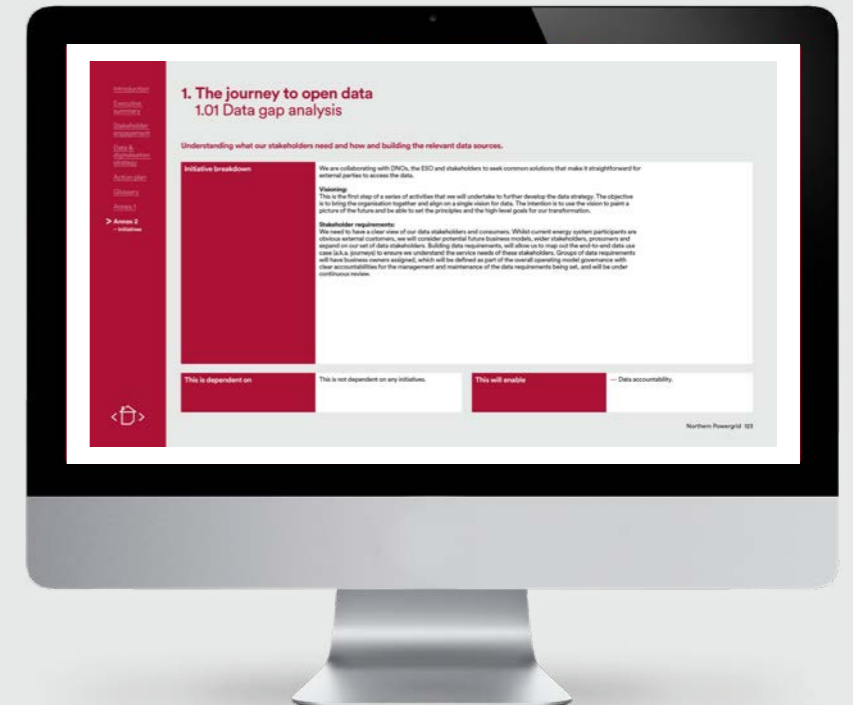 Introduction
Executive
summary
Stakeholder
engagement
Data &
digitalisation
strategy
Action plan
Glossary
Annex 1
> Annex 2
– Initiatives
1. The journey to open data
1.01 Data gap analysis
Understanding what our stakeholders need and how and building the relevant data sources.
Initiative breakdown
We are collaborating with DNOs, the ESO and stakeholders to seek common solutions that make it straightforward for
external parties to access the data.
Visioning:
This is the first step of a series of activities that we will undertake to further develop the data strategy. The objective
is to bring the organisation together and align on a single vision for data. The intention is to use the vision to paint a
picture of the future and be able to set the principles and the high-level goals for our transformation.
Stakeholder requirements:
We need to have a clear view of our data stakeholders and consumers. Whilst current energy system participants are
obvious external customers, we will consider potential future business models, wider stakeholders, prosumers and
expand on our set of data stakeholders. Building data requirements, will allow us to map out the end-to-end data use
case (a.k.a. journeys) to ensure we understand the service needs of these stakeholders. Groups of data requirements
will have business owners assigned, which will be defined as part of the overall operating model governance with
clear accountabilities for the management and maintenance of the data requirements being set, and will be under
continuous review.
This is dependent on
This is not dependent on any initiatives.
This will enable
— Data accountability.
Northern Powergrid 123